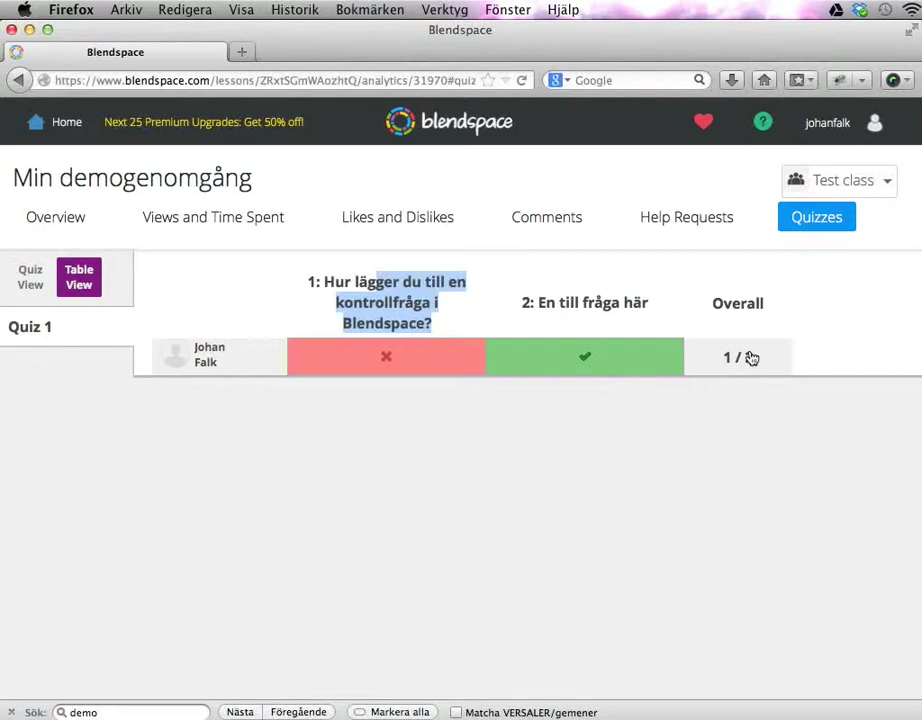 Firefox Arkiv Redigera Visa Historik Bokmärken Verktyg Fönster Hjälp
Blendspace
Blendspace
https://www.blendspace.com/lessons/ZRxtSGmWAozhtQ/analytics/31970#quiz Google
Home Next 25 Premium Upgrades: Get 50% off! blendspace johanfalk
Min demogenomgång
Test class
Overview Views and Time Spent Likes and Dislikes Comments Help Requests Quizzes
Quiz View
Table View
Quiz 1
1: Hur lägger du till en
kontrollfråga i
Blendspace?
2: En till fråga här
Overall
Johan
Falk
1 /
Sök: demo Nästa Föregående Markera alla Matcha VERSALER/gemener